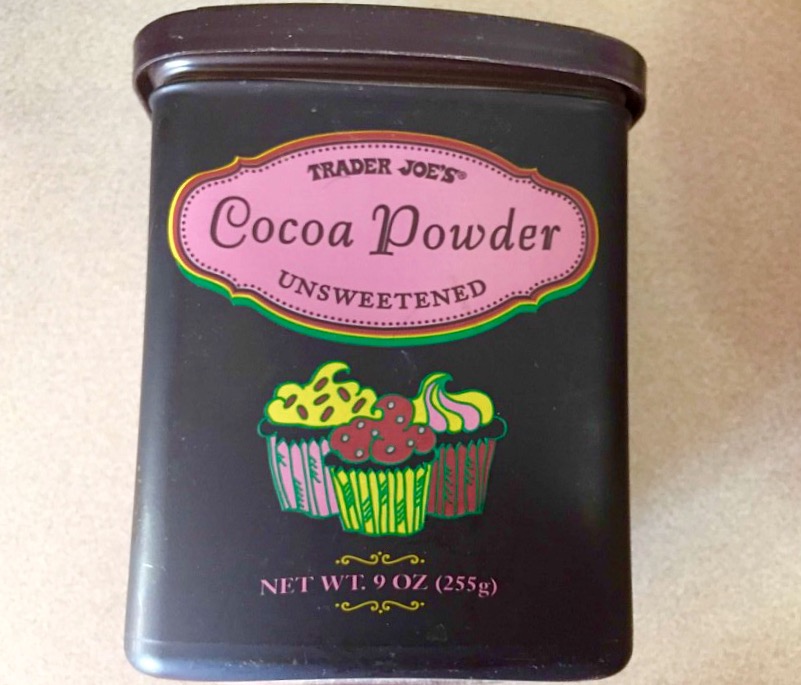 TRADER JOE'S®
Cocoa Powder
UNSWEETENED
NET WT. 9 OZ (255g)